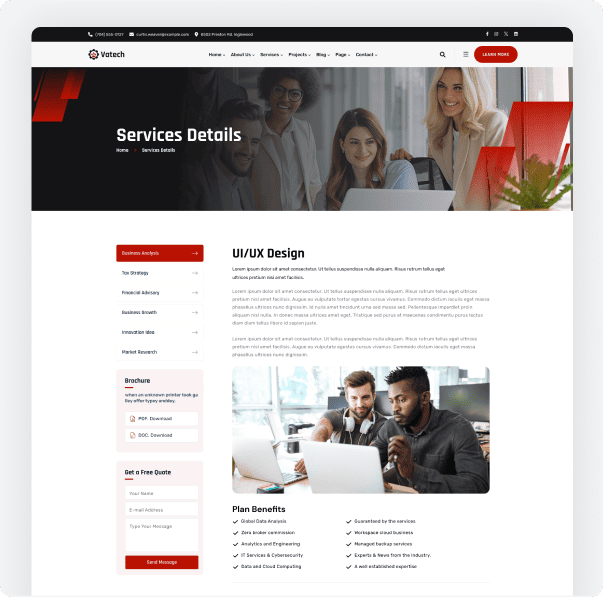 (704) 555-0127 curtis.weaver@example.com 6502 Preston Rd. Inglewood
Vatech Home About Us Services Projects Blog Page Contact LEARN MORE
Services Details
Home Services Details
Business Analysis
Tax Strategy
Financial Advisory
Business Growth
Innovation Idea
Market Research
Brochure
when an unknown printer took ga
lley offer typey anddey.
PDF. Download
DOC. Download
Get a Free Quote
Your Name
E-mail Address
Type Your Message
Send Message
UI/UX Design
Lorem ipsum dolor sit amet consectetur. Ut tellus suspendisse nulla aliquam. Risus rutrum tellus eget
ultrices pretium nisi amet facilisis.
Lorem ipsum dolor sit amet consectetur. Ut tellus suspendisse nulla aliquam. Risus rutrum tellus eget ultrices
pretium nisi amet facilisis. Augue eu vulputate tortor egestas cursus vivamus. Commodo dictum iaculis eget massa
phasellus ultrices nunc dignissim. Id nulla amet tincidunt urna sed massa sed. Pellentesque imperdiet purus
aliquam nisl nulla. In donec massa ultrices amet turpis. Sed pede purus et maecenas commodo eleifend purus lectus
diam diam tellus libero id sapien justo.
Lorem ipsum dolor sit amet consectetur. Ut tellus suspendisse nulla aliquam. Risus rutrum tellus eget ultrices
pretium nisi amet facilisis. Augue eu vulputate egestas cursus vivamus. Commodo dictum iaculis eget massa
phasellus ultrices nunc dignissim.
Plan Benefits
Global Data Analysis
Zero broker commission
Analytics and Engineering
IT Services & Cybersecurity
Data and Cloud Computing
Guaranteed by the services
Workspace cloud business
Managed backup services
Experts & News from the industry.
A well established expertise